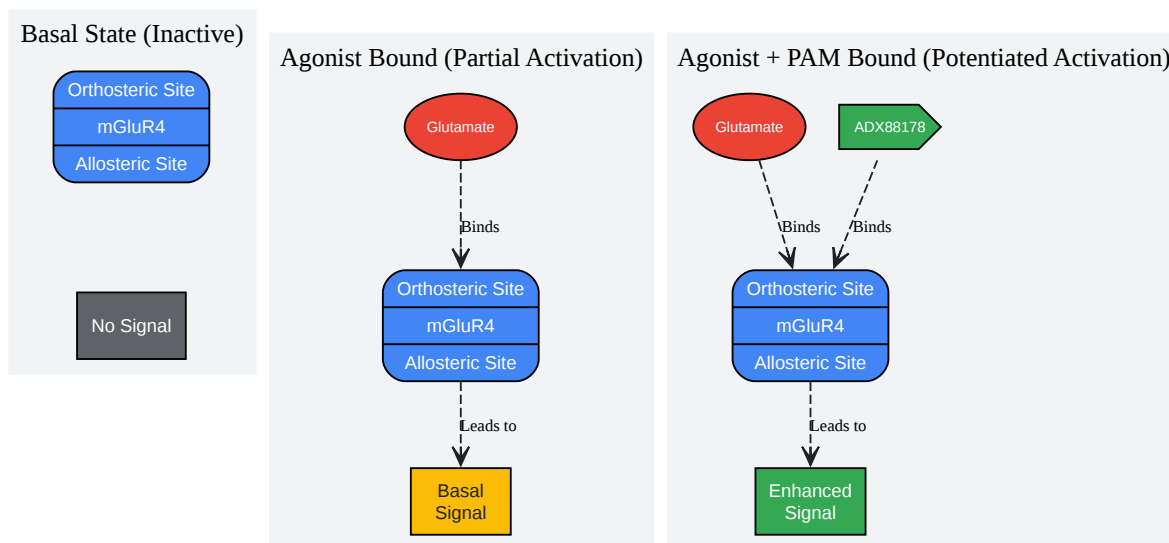 Basal State (Inactive)
Orthosteric Site
mGluR4
Allosteric Site
No Signal
Agonist Bound (Partial Activation)
Glutamate
Binds
Orthosteric Site
mGluR4
Allosteric Site
Leads to
Basal
Signal
Agonist + PAM Bound (Potentiated Activation)
Glutamate
ADX88178
Binds
Binds
Orthosteric Site
mGluR4
Allosteric Site
Leads to
Enhanced
Signal